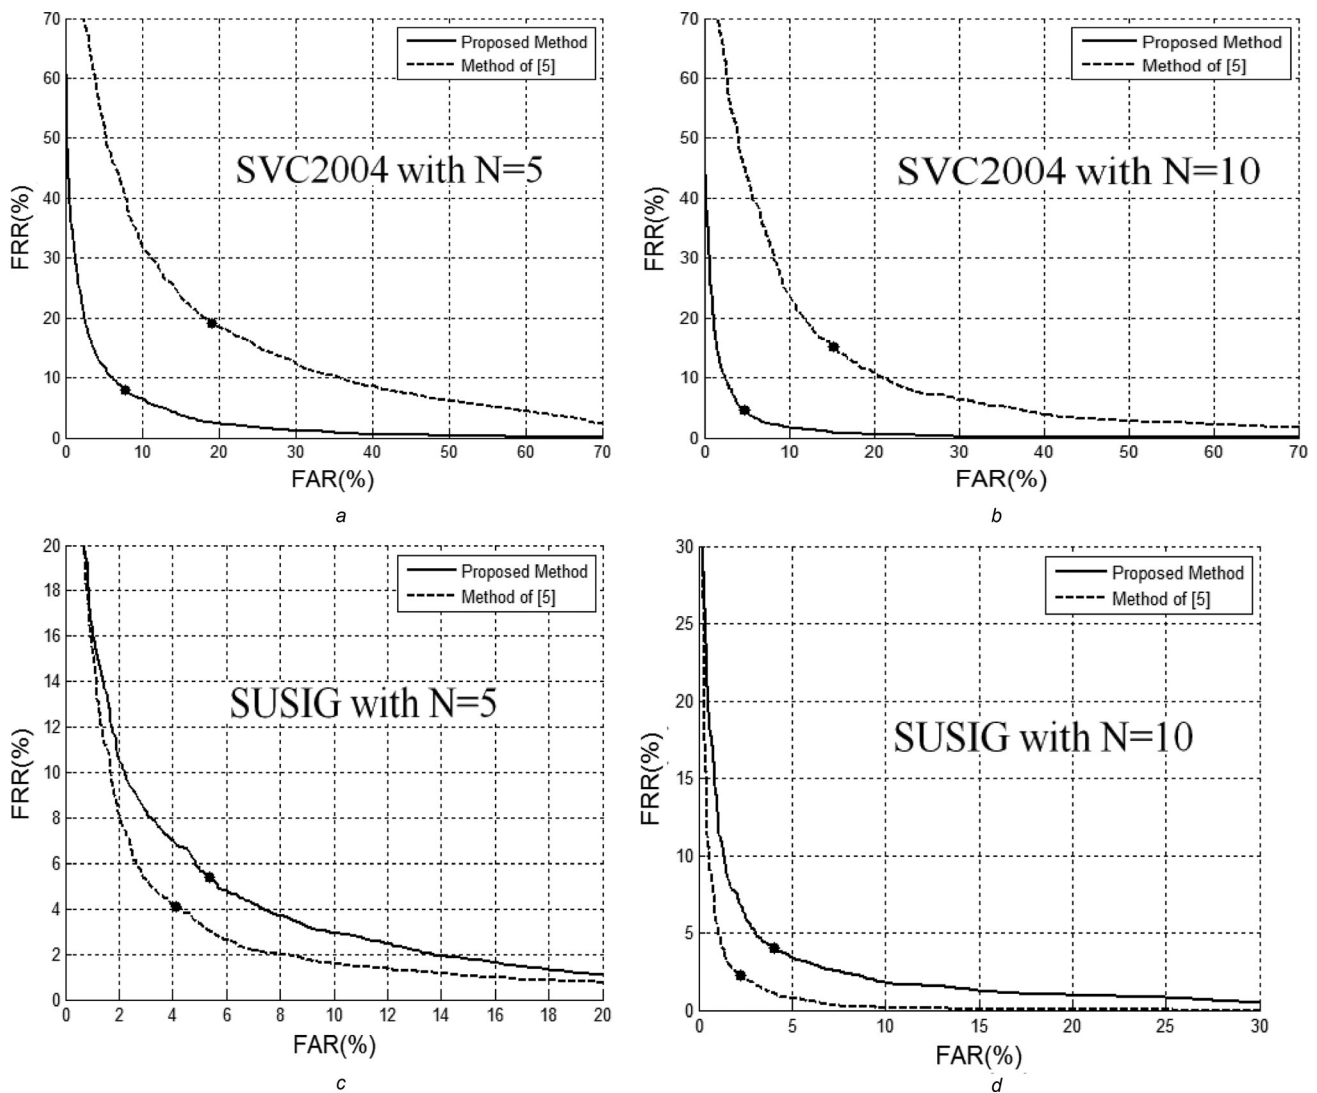 70
60
50
40
30
20
10
0
FRR(%)
Proposed Method
Method of [5]
SVC2004 with N=5
0 10 20 30 40 50 60 70
FAR(%)
a
70
60
50
40
30
20
10
0
FRR(%)
Proposed Method
Method of [5]
SVC2004 with N=10
0 10 20 30 40 50 60 70
FAR(%)
b
20
18
16
14
12
10
8
6
4
2
0
FRR(%)
Proposed Method
Method of [5]
SUSIG with N=5
0 2 4 6 8 10 12 14 16 18 20
FAR(%)
c
30
25
20
15
10
5
0
FRR(%)
Proposed Method
Method of [5]
SUSIG with N=10
0 5 10 15 20 25 30
FAR(%)
d